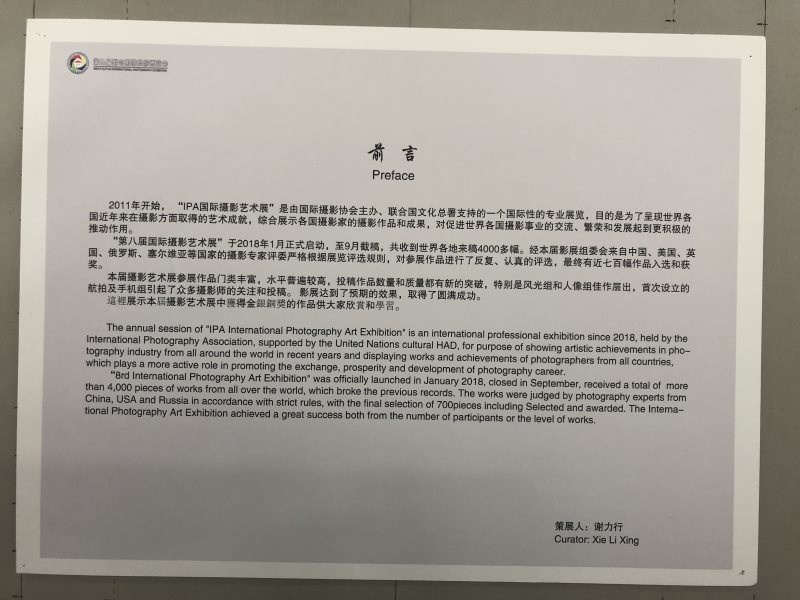 前言
Preface
2011年开始，“IPA国际摄影艺术展”是由国际摄影协会主办、联合国文化总署支持的一个国际性的专业展览，目的是为了呈现世界各
国近年来在摄影方面取得的艺术成就，综合展示各国摄影家的摄影作品和成果，对促进世界各国摄影事业的交流、繁荣和发展起到更积极的
推动作用。
“第八届国际摄影艺术展”于2018年1月正式启动，至9月截稿，共收到世界各地来稿4000多幅。经本届影展组委会来自中国、美国、英
国、俄罗斯、塞尔维亚等国家的摄影专家评委严格根据展览评选规则，对参展作品进行了反复、认真的评选，最终有近七百幅作品入选和获
奖。
本届摄影艺术展参展作品门类丰富，水平普遍较高，投稿作品数量和质量都有新的突破，特别是风光组和人像组佳作层出，首次设立的
航拍及手机组引起了众多摄影师的关注和投稿。影展达到了预期的效果，取得了圆满成功。
這裡展示本届摄影艺术展中獲得金銀銅獎的作品供大家欣賞和學習。
The annual session of "IPA International Photography Art Exhibition" is an international professional exhibition since 2018, held by the
International Photography Association, supported by the United Nations cultural HAD, for purpose of showing artistic achievements in pho-
tography industry from all around the world in recent years and displaying works and achievements of photographers from all countries,
which plays a more active role in promoting the exchange, prosperity and development of photography career.
"8rd International Photography Art Exhibition" was officially launched in January 2018, closed in September, received a total of more
than 4,000 pieces of works from all over the world, which broke the previous records. The works were judged by photography experts from
China, USA and Russia in accordance with strict rules, with the final selection of 700pieces including Selected and awarded. The Interna-
tional Photography Art Exhibition achieved a great success both from the number of participants or the level of works.
策展人：谢力行
Curator: Xie Li Xing